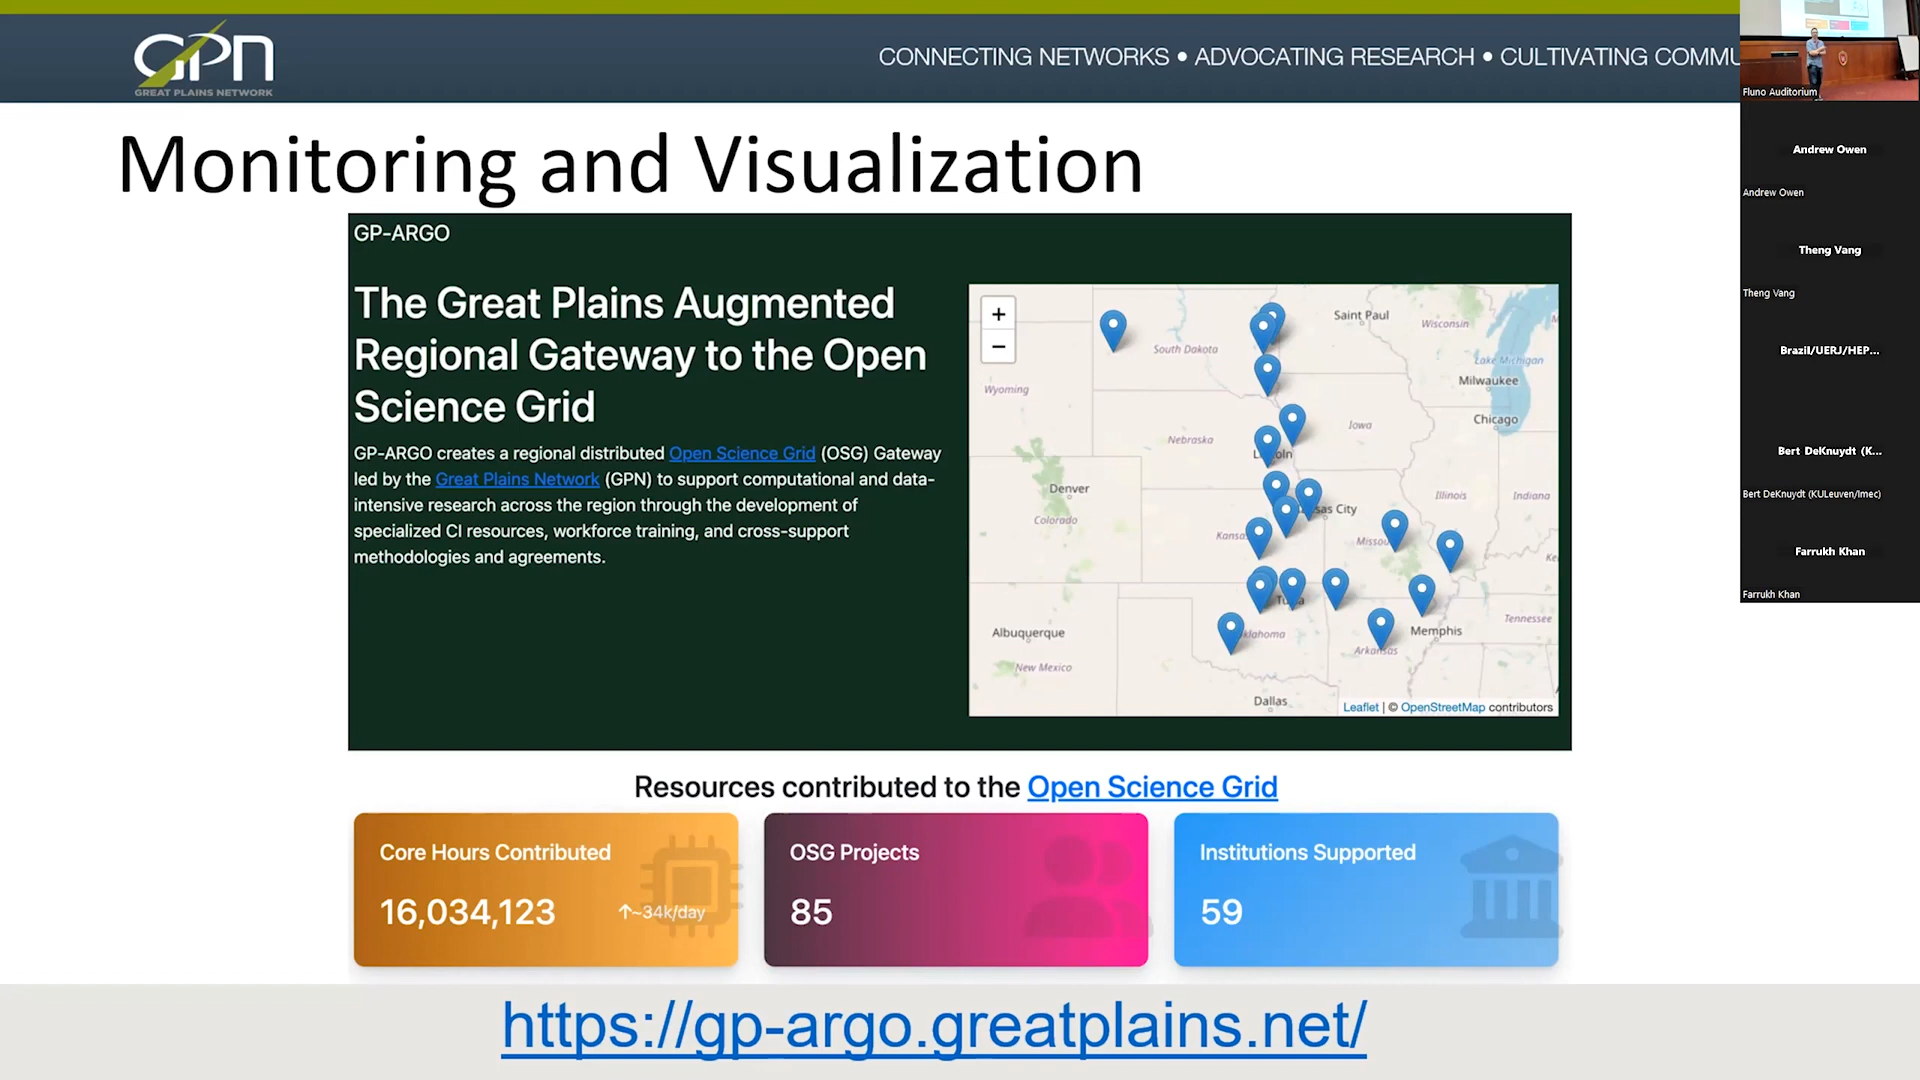 GPN
GREAT PLAINS NETWORK
CONNECTING NETWORKS • ADVOCATING RESEARCH • CULTIVATING COMMU
Monitoring and Visualization
GP-ARGO
The Great Plains Augmented
Regional Gateway to the Open
Science Grid
GP-ARGO creates a regional distributed Open Science Grid (OSG) Gateway
led by the Great Plains Network (GPN) to support computational and data-
intensive research across the region through the development of
specialized CI resources, workforce training, and cross-support
methodologies and agreements.
+
−
Saint Paul
Wisconsin
South Dakota
Lake Michigan
Wyoming
Milwaukee
Chicago
Iowa
Nebraska
Denver
Illinois
Indiana
Colorado
Albuquerque
Memphis
Tennessee
Arkansas
New Mexico
Dallas
Leaflet | © OpenStreetMap contributors
Resources contributed to the Open Science Grid
Core Hours Contributed
16,034,123
↑~34k/day
OSG Projects
85
Institutions Supported
59
https://gp-argo.greatplains.net/
Fluno Auditorium
Andrew Owen
Andrew Owen
Theng Vang
Theng Vang
Brazil/UERJ/HEP...
Bert DeKnuydt (K...
Bert DeKnuydt (KULeuven/Imec)
Farrukh Khan
Farrukh Khan